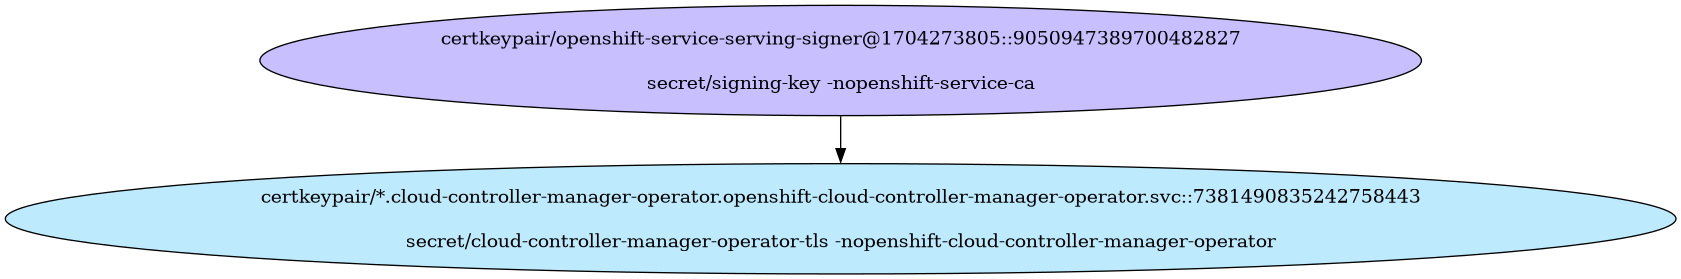 certkeypair/openshift-service-serving-signer@1704273805::9050947389700482827
secret/signing-key -nopenshift-service-ca
certkeypair/*.cloud-controller-manager-operator.openshift-cloud-controller-manager-operator.svc::7381490835242758443
secret/cloud-controller-manager-operator-tls -nopenshift-cloud-controller-manager-operator